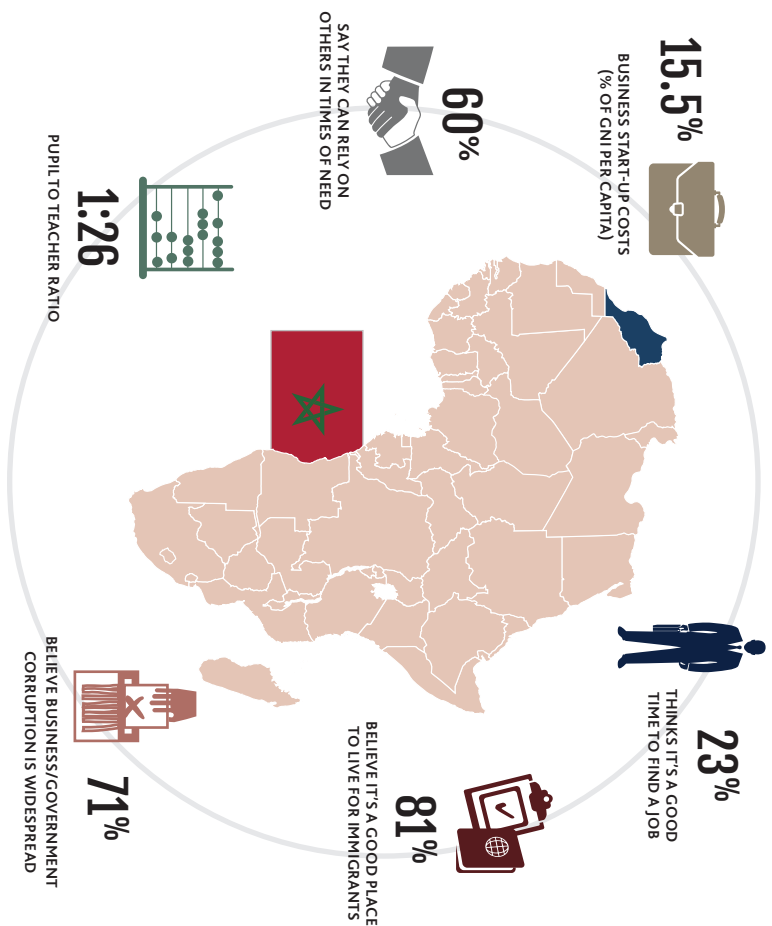 15.5%
BUSINESS START-UP COSTS
(% OF GNI PER CAPITA)
23%
THINKS IT'S A GOOD
TIME TO FIND A JOB
60%
SAY THEY CAN RELY ON
OTHERS IN TIMES OF NEED
81%
BELIEVE IT'S A GOOD PLACE
TO LIVE FOR IMMIGRANTS
1:26
PUPIL TO TEACHER RATIO
71%
BELIEVE BUSINESS/GOVERNMENT
CORRUPTION IS WIDESPREAD